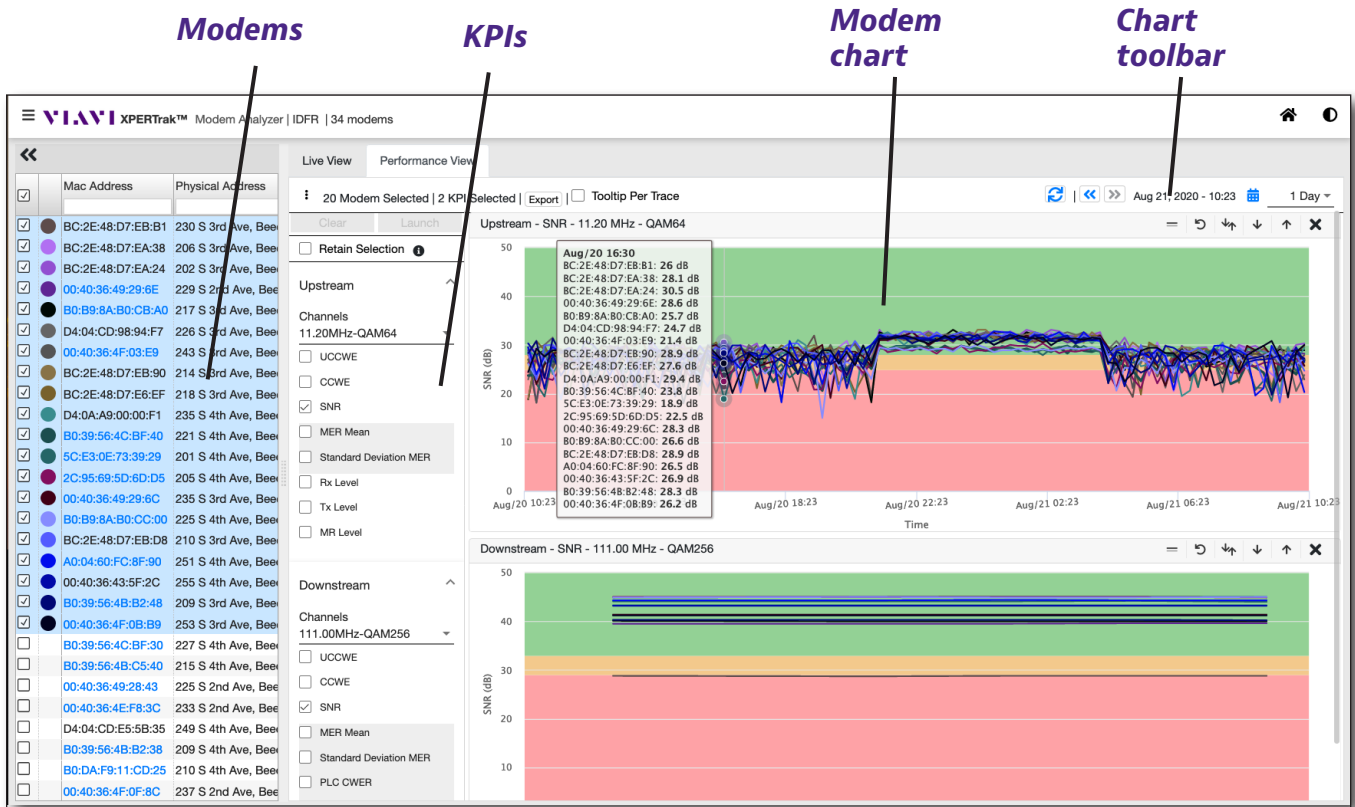 Modems
KPIs
Modem
chart
Chart
toolbar
VIAVI XPERTrak™ Modem Analyzer | IDFR | 34 modems
Mac Address Physical Address
BC:2E:48:D7:EB:B1 230 S 3rd Ave, Bee
BC:2E:48:D7:EA:38 206 S 3rd Ave, Bee
BC:2E:48:D7:EA:24 202 S 3rd Ave, Bee
00:40:36:49:29:6E 229 S 2nd Ave, Bee
B0:B9:8A:B0:CB:A0 217 S 3rd Ave, Bee
D4:04:CD:98:94:F7 226 S 3rd Ave, Bee
00:40:36:4F:03:E9 243 S 3rd Ave, Bee
BC:2E:48:D7:EB:90 214 S 3rd Ave, Bee
BC:2E:48:D7:E6:EF 218 S 3rd Ave, Bee
D4:0A:A9:00:00:F1 235 S 4th Ave, Bee
B0:39:56:4C:BF:40 221 S 4th Ave, Bee
5C:E3:0E:73:39:29 201 S 4th Ave, Bee
2C:95:69:5D:6D:D5 205 S 4th Ave, Bee
00:40:36:49:29:6C 235 S 3rd Ave, Bee
B0:B9:8A:B0:CC:00 225 S 4th Ave, Bee
BC:2E:48:D7:EB:D8 210 S 3rd Ave, Bee
A0:04:60:FC:8F:90 251 S 4th Ave, Bee
00:40:36:43:5F:2C 255 S 4th Ave, Bee
B0:39:56:4B:B2:48 209 S 3rd Ave, Bee
00:40:36:4F:0B:B9 253 S 3rd Ave, Bee
B0:39:56:4C:BF:30 227 S 4th Ave, Bee
B0:39:56:4B:C5:40 215 S 4th Ave, Bee
00:40:36:49:28:43 225 S 2nd Ave, Bee
00:40:36:4E:F8:3C 233 S 2nd Ave, Bee
D4:04:CD:E5:5B:35 249 S 4th Ave, Bee
B0:39:56:4B:B2:38 209 S 4th Ave, Bee
B0:DA:F9:11:CD:25 210 S 4th Ave, Bee
00:40:36:4F:0F:8C 237 S 2nd Ave, Bee
Live View Performance View
20 Modem Selected | 2 KPI Selected | Export | Tooltip Per Trace
Aug 21, 2020 - 10:23 1 Day
Clear Launch
Retain Selection
Upstream
Channels
11.20MHz-QAM64
UCCWE
CCWE
SNR
MER Mean
Standard Deviation MER
Rx Level
Tx Level
MR Level
Downstream
Channels
111.00MHz-QAM256
UCCWE
CCWE
SNR
MER Mean
Standard Deviation MER
PLC CWER
Upstream - SNR - 11.20 MHz - QAM64
50
40
30
20
10
0
SNR (dB)
Aug/20 16:30
BC:2E:48:D7:EB:B1: 26 dB
BC:2E:48:D7:EA:38: 28.1 dB
BC:2E:48:D7:EA:24: 30.5 dB
00:40:36:49:29:6E: 28.6 dB
B0:B9:8A:B0:CB:A0: 25.7 dB
D4:04:CD:98:94:F7: 24.7 dB
00:40:36:4F:03:E9: 21.4 dB
BC:2E:48:D7:EB:90: 28.9 dB
BC:2E:48:D7:E6:EF: 27.6 dB
D4:0A:A9:00:00:F1: 29.4 dB
B0:39:56:4C:BF:40: 23.8 dB
5C:E3:0E:73:39:29: 18.9 dB
2C:95:69:5D:6D:D5: 22.5 dB
00:40:36:49:29:6C: 28.3 dB
B0:B9:8A:B0:CC:00: 26.6 dB
BC:2E:48:D7:EB:D8: 28.9 dB
A0:04:60:FC:8F:90: 26.5 dB
00:40:36:43:5F:2C: 26.9 dB
B0:39:56:4B:B2:48: 28.3 dB
00:40:36:4F:0B:B9: 26.2 dB
Aug/20 10:23 Aug/20 18:23 Aug/20 22:23 Aug/21 02:23 Aug/21 06:23 Aug/21 10:23
Time
Downstream - SNR - 111.00 MHz - QAM256
50
40
30
20
10
SNR (dB)